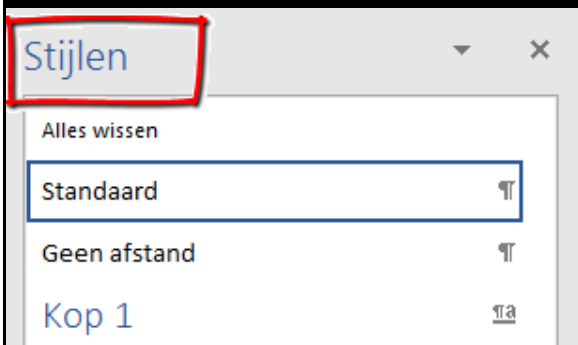 Stijlen
Alles wissen
Standaard ¶
Geen afstand ¶
Kop 1 ¶a